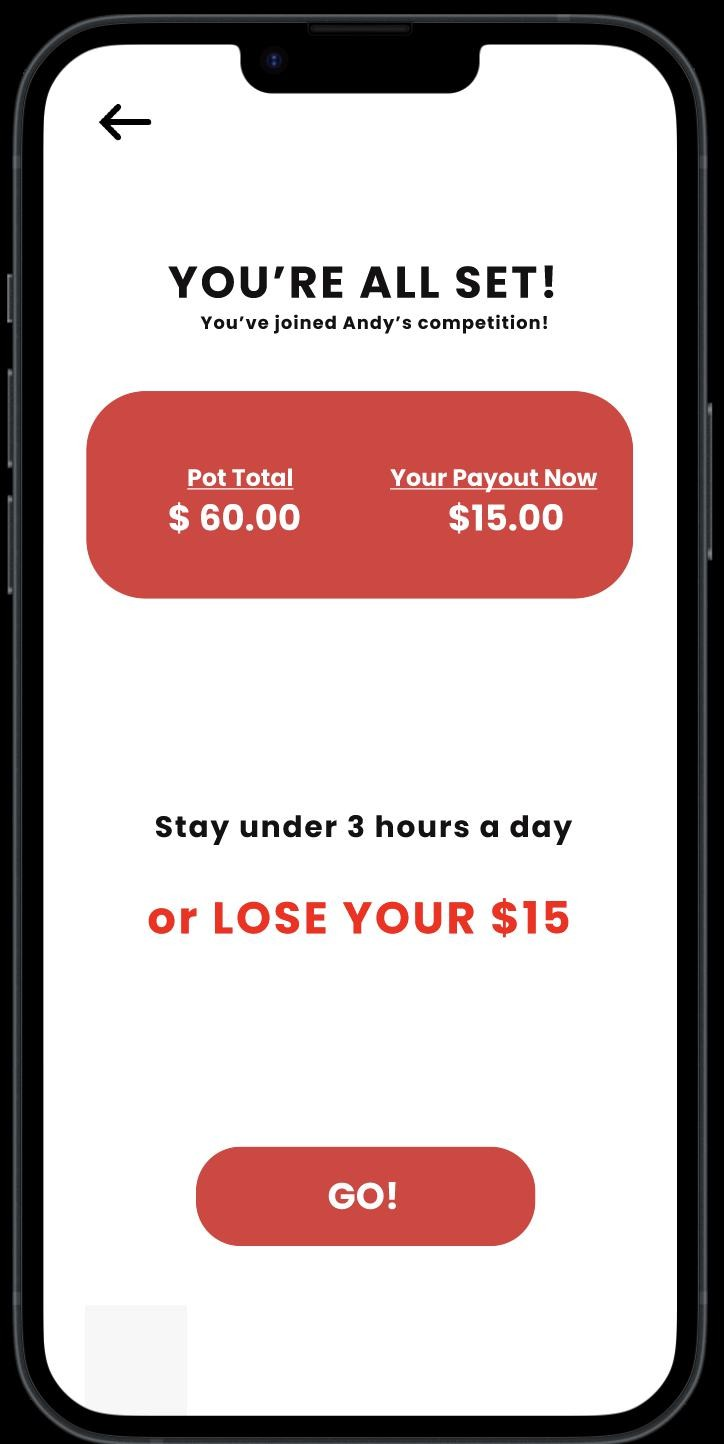 YOU’RE ALL SET!
You’ve joined Andy’s competition!
Pot Total
Your Payout Now
$ 60.00
$15.00
Stay under 3 hours a day
or LOSE YOUR $15
GO!